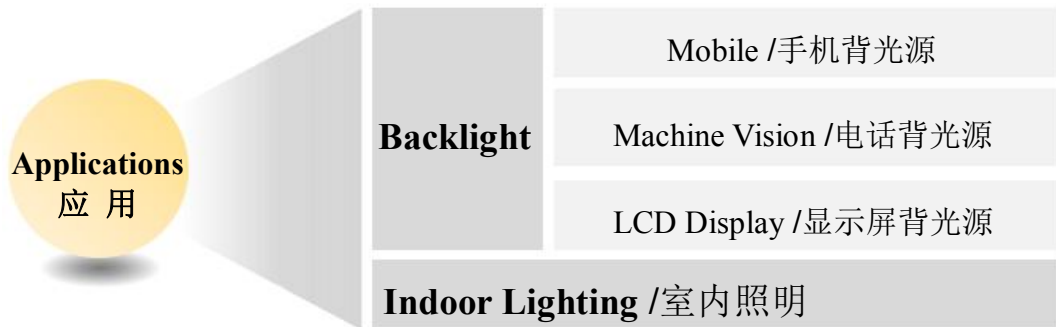 Applications
应 用
Backlight
Mobile /手机背光源
Machine Vision /电话背光源
LCD Display /显示屏背光源
Indoor Lighting /室内照明